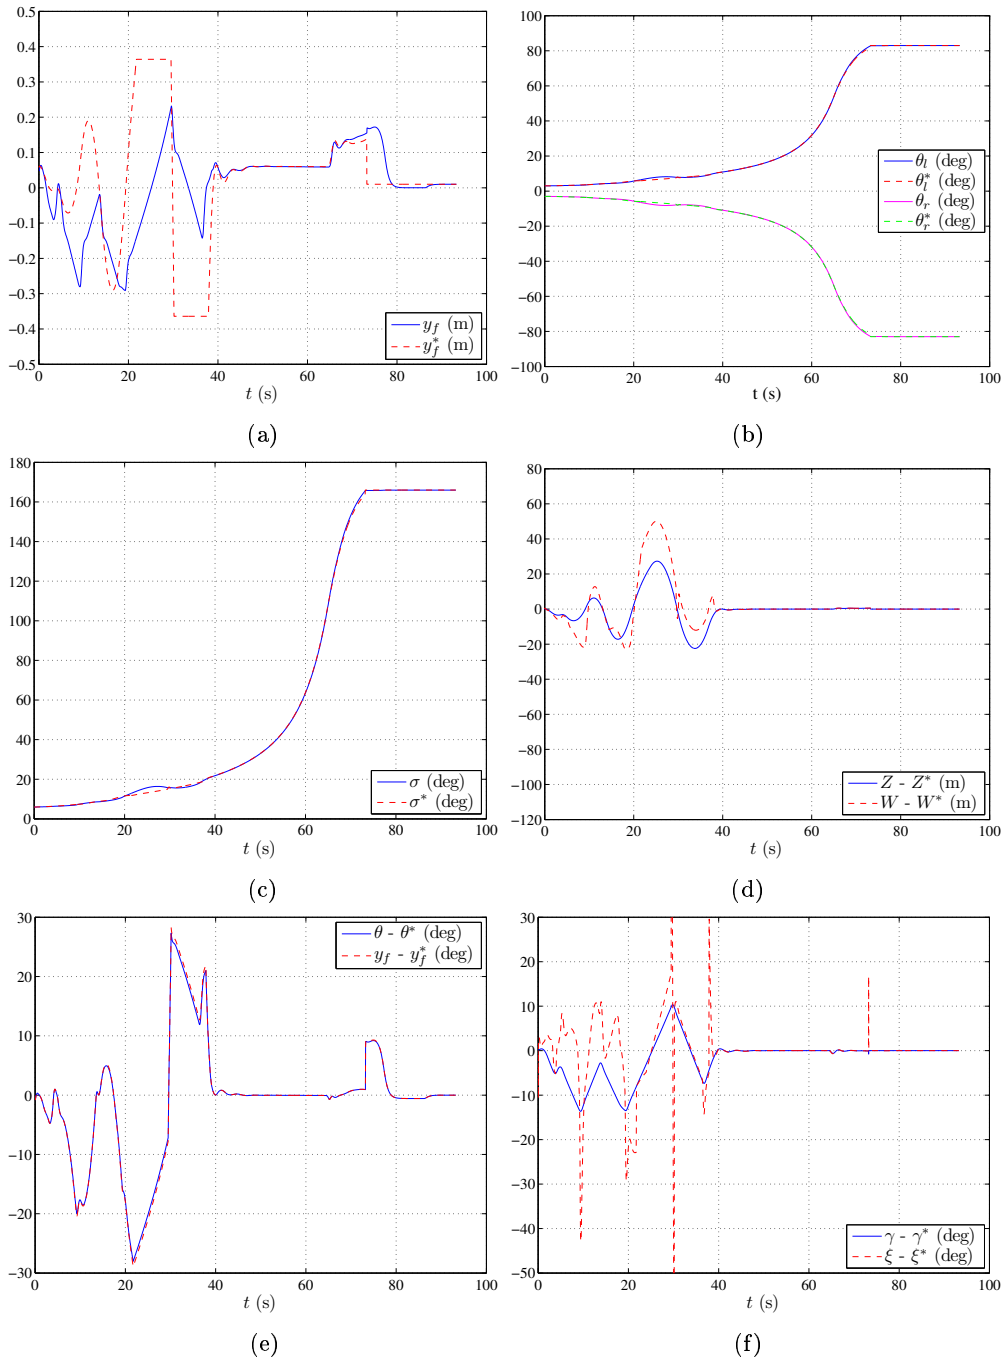 0.5
0.4
0.3
0.2
0.1
0
−0.1
−0.2
−0.3
−0.4
−0.5
0 20 40 60 80 100
y_f (m)
y_f^* (m)
t (s)
(a)
100
80
60
40
20
0
−20
−40
−60
−80
−100
0 20 40 60 80 100
θ_l (deg)
θ_l^* (deg)
θ_r (deg)
θ_r^* (deg)
t (s)
(b)
180
160
140
120
100
80
60
40
20
0
0 20 40 60 80 100
σ (deg)
σ^* (deg)
t (s)
(c)
80
60
40
20
0
−20
−40
−60
−80
−100
−120
0 20 40 60 80 100
Z - Z^* (m)
W - W^* (m)
t (s)
(d)
30
20
10
0
−10
−20
−30
0 20 40 60 80 100
θ - θ^* (deg)
y_f - y_f^* (deg)
t (s)
(e)
30
20
10
0
−10
−20
−30
−40
−50
0 20 40 60 80 100
γ - γ^* (deg)
ξ - ξ^* (deg)
t (s)
(f)